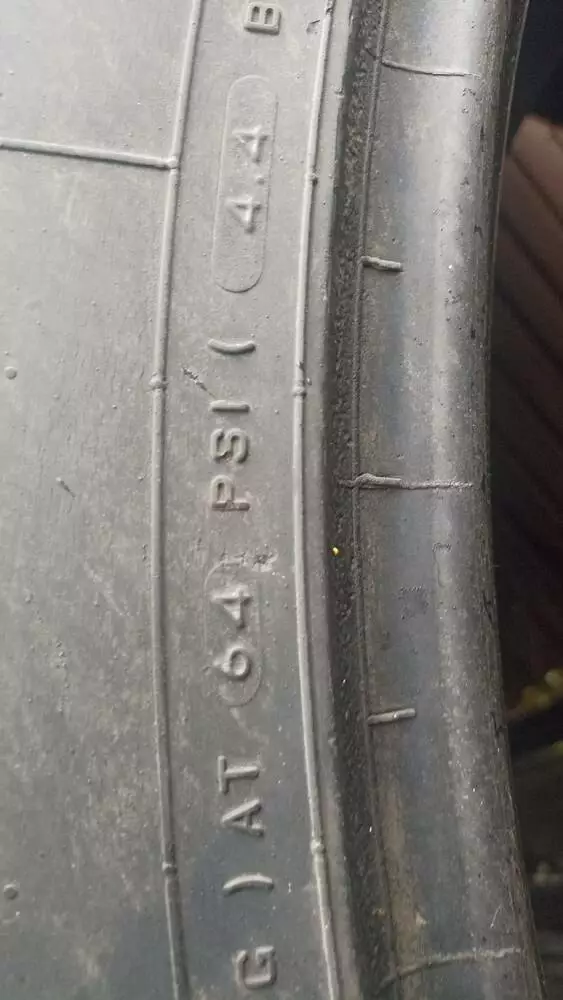 G ) AT 64 PSI ( 4.4 B